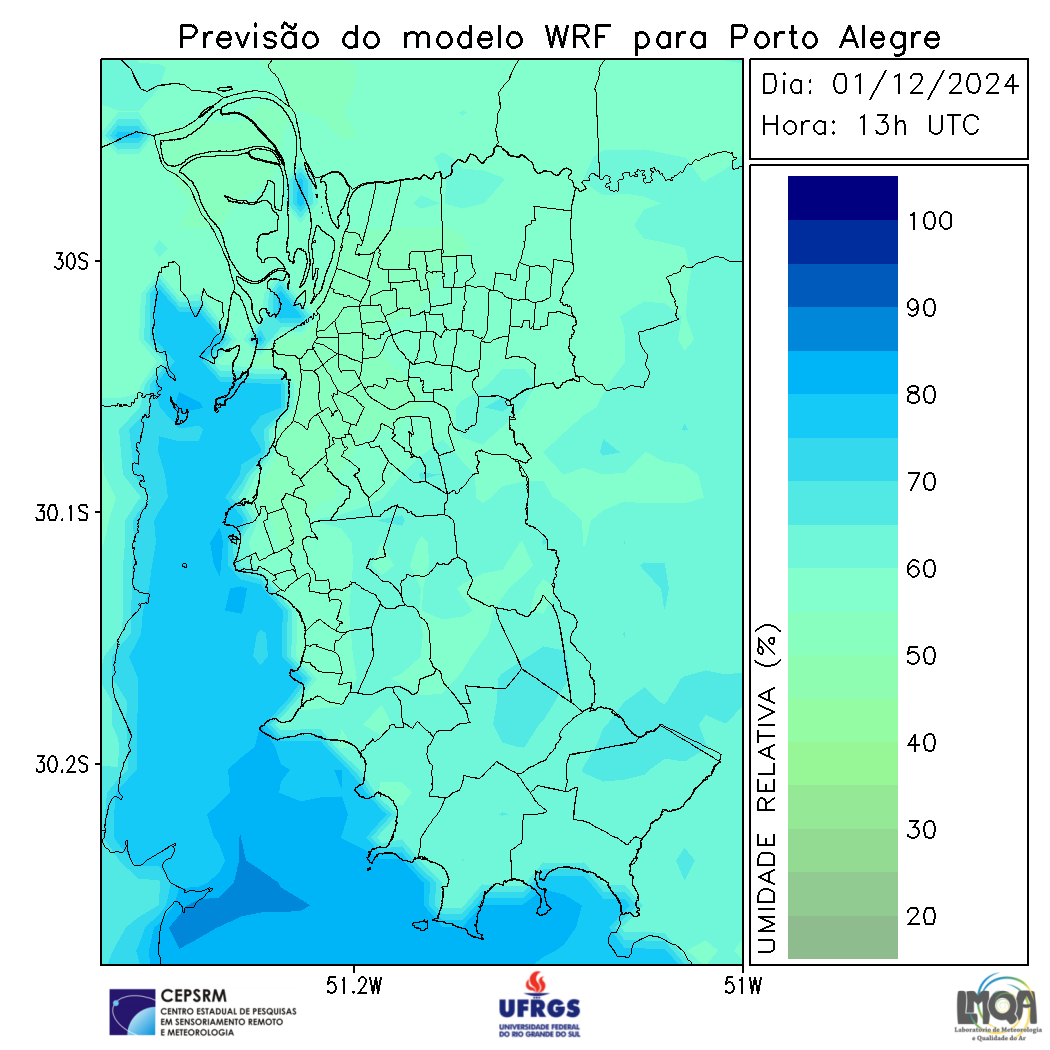 Previsão do modelo WRF para Porto Alegre
Dia: 01/12/2024
Hora: 13h UTC
100
90
80
70
60
50
40
30
20
UMIDADE RELATIVA (%)
30S
30.1S
30.2S
51.2W
51W
CEPSRM
CENTRO ESTADUAL DE PESQUISAS
EM SENSORIAMENTO REMOTO
E METEOROLOGIA
UFRGS
UNIVERSIDADE FEDERAL
DO RIO GRANDE DO SUL
LMQA
Laboratório de Meteorologia
e Qualidade do Ar